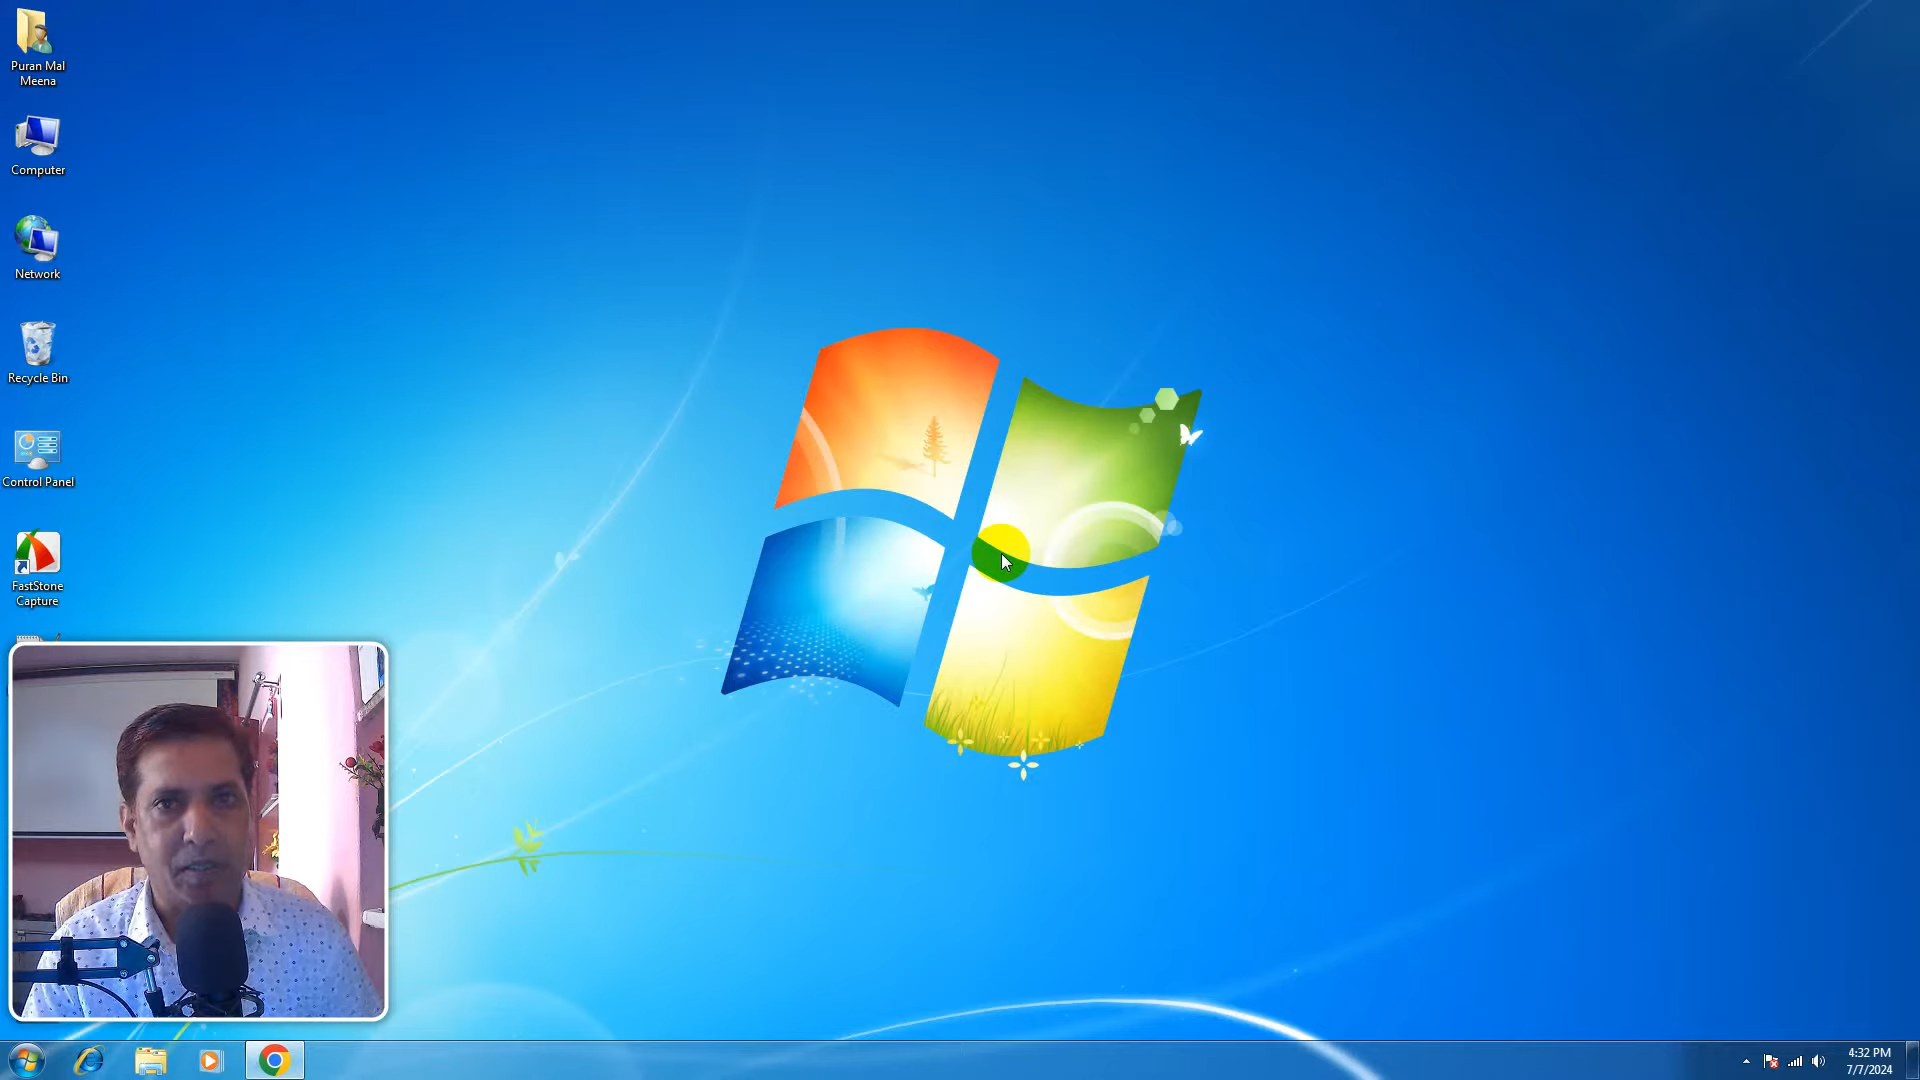 Puran Mal
Meena
Computer
Network
Recycle Bin
Control Panel
FastStone
Capture
4:32 PM
7/7/2024